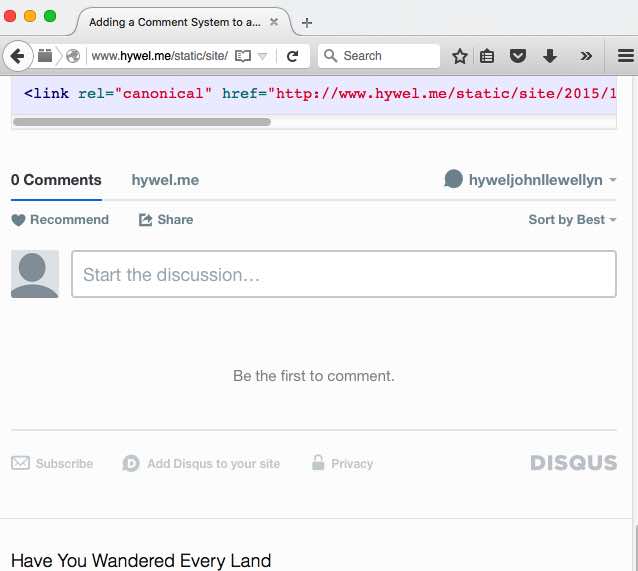 Adding a Comment System to a...
www.hywel.me/static/site/
Search
<link rel="canonical" href="http://www.hywel.me/static/site/2015/1
0 Comments hywel.me hyweljohnllewellyn
Recommend Share Sort by Best
Start the discussion...
Be the first to comment.
Subscribe Add Disqus to your site Privacy DISQUS
Have You Wandered Every Land